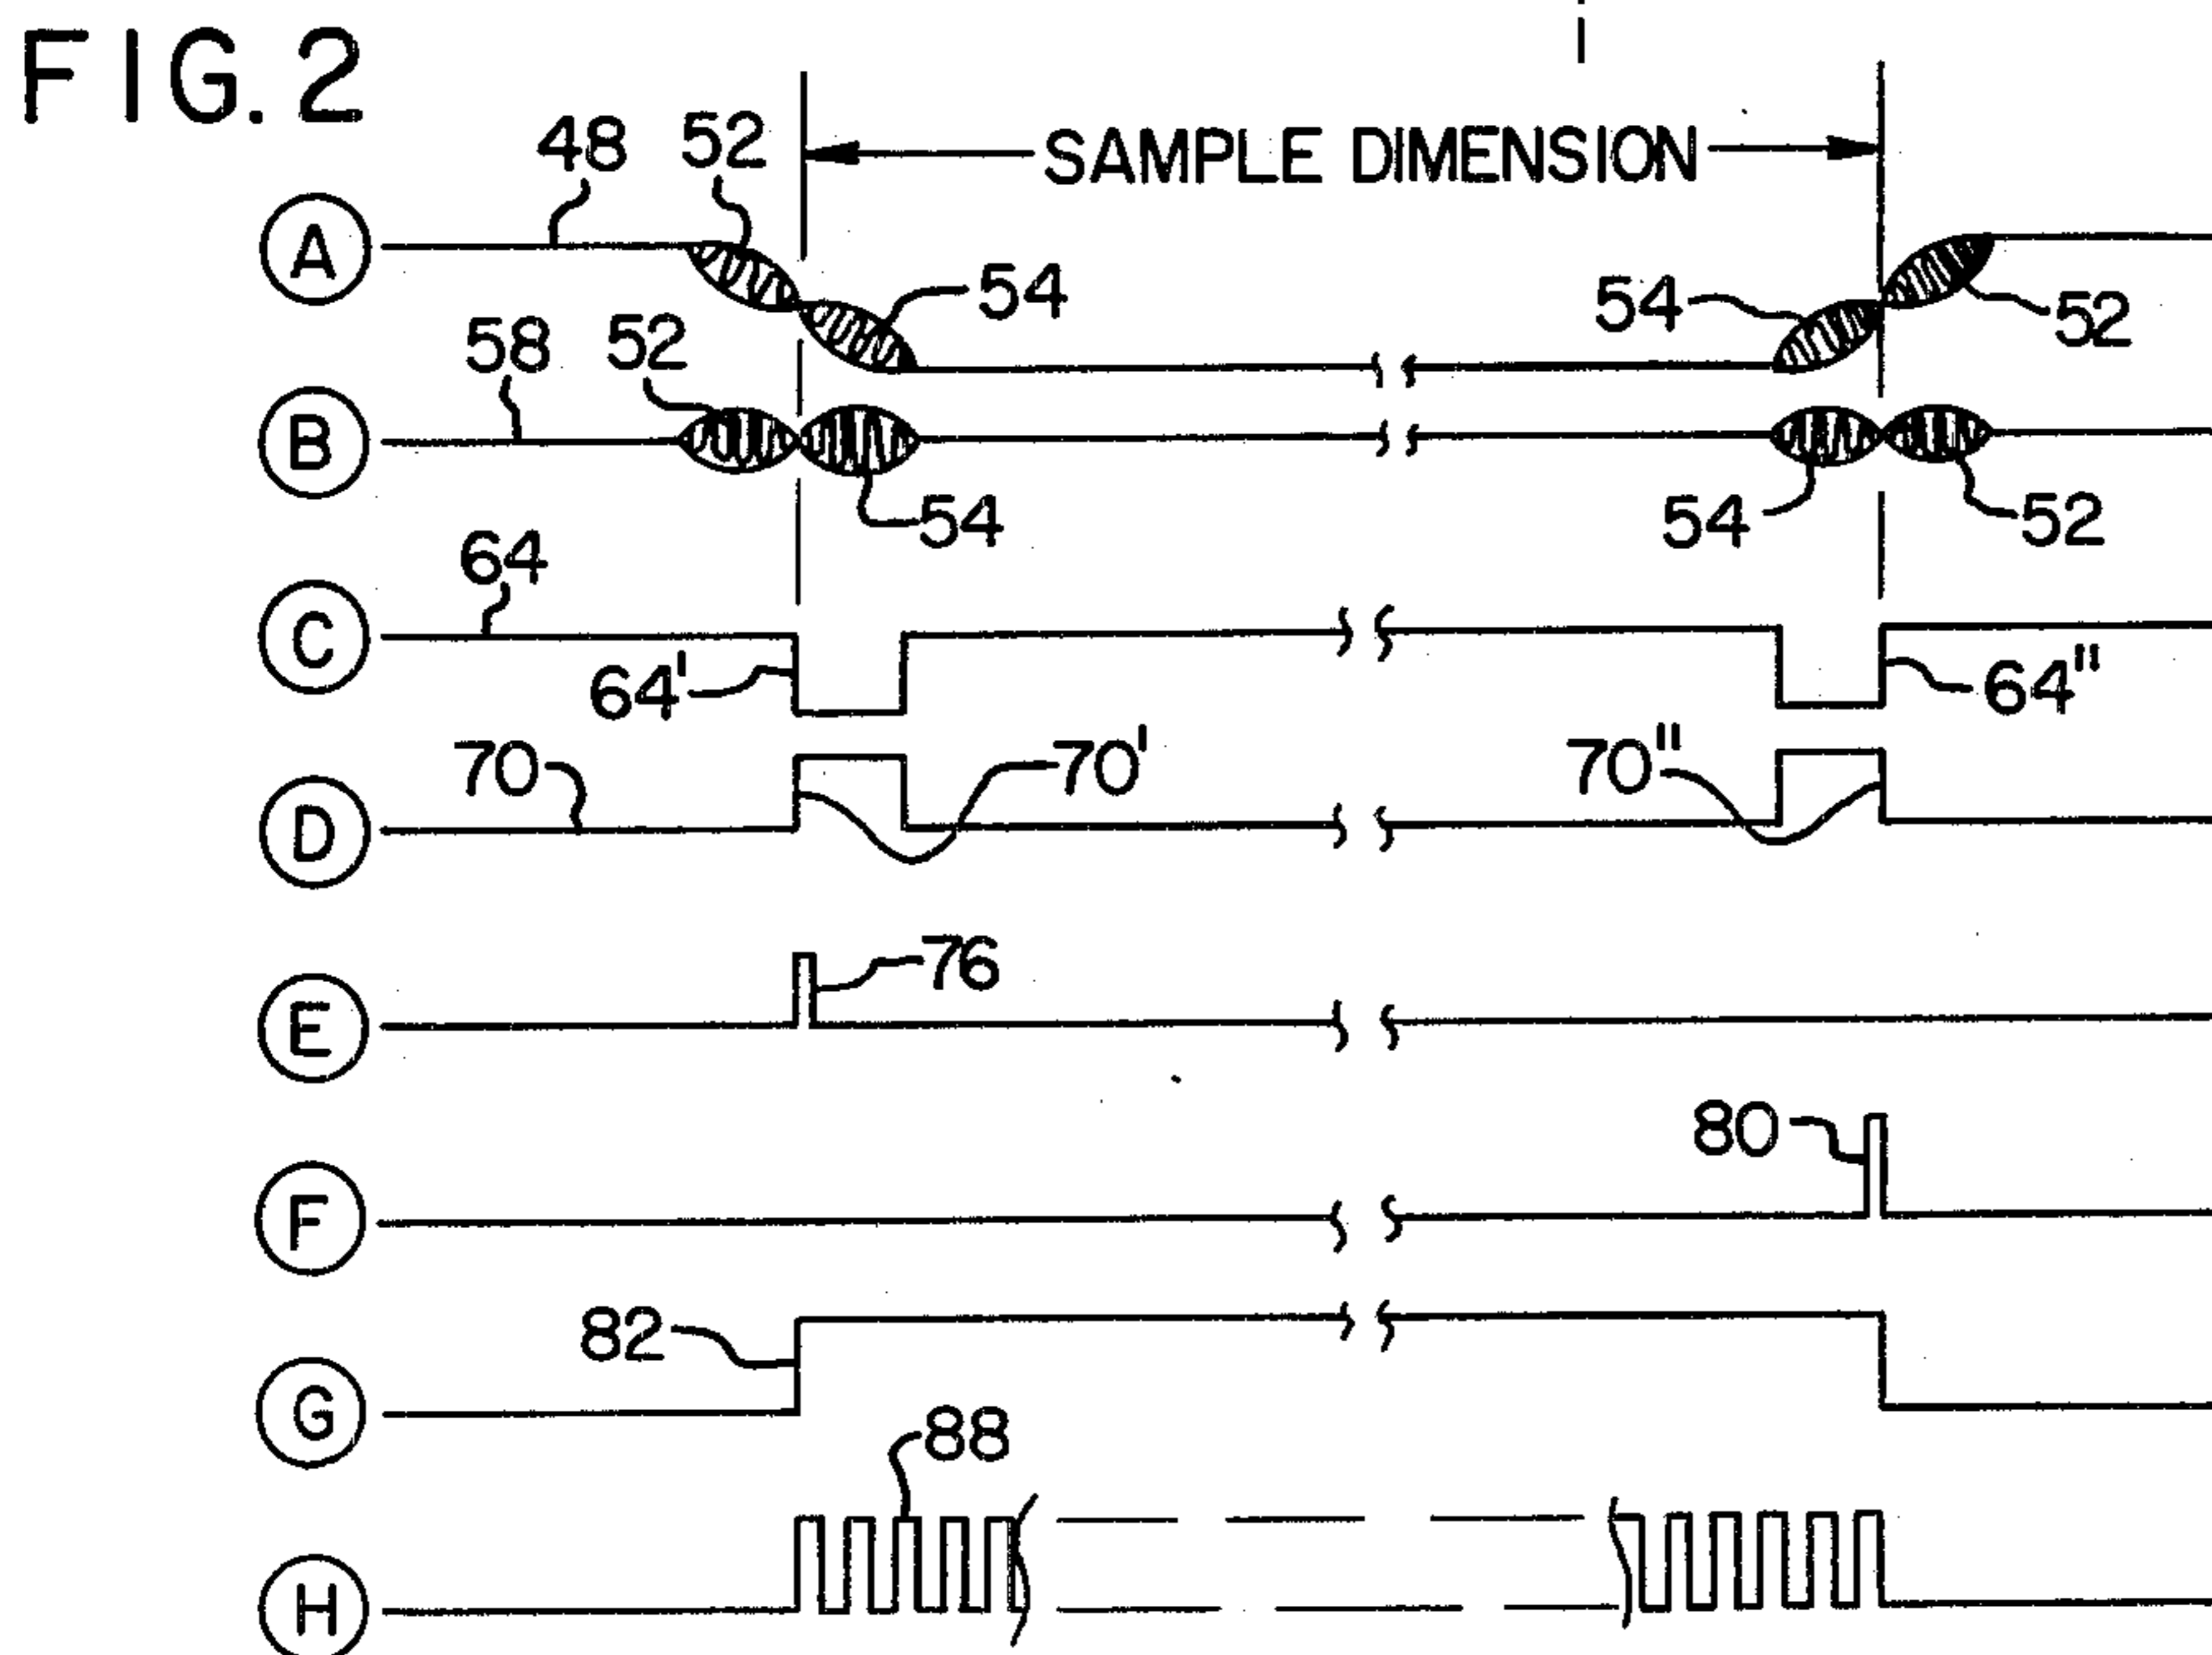 FIG. 2
48 52 SAMPLE DIMENSION
A 54 54 52
58 52
B 54 54 52
64
C 64' 64"
70 70' 70"
D
76
E
80
F
82
G
88
H